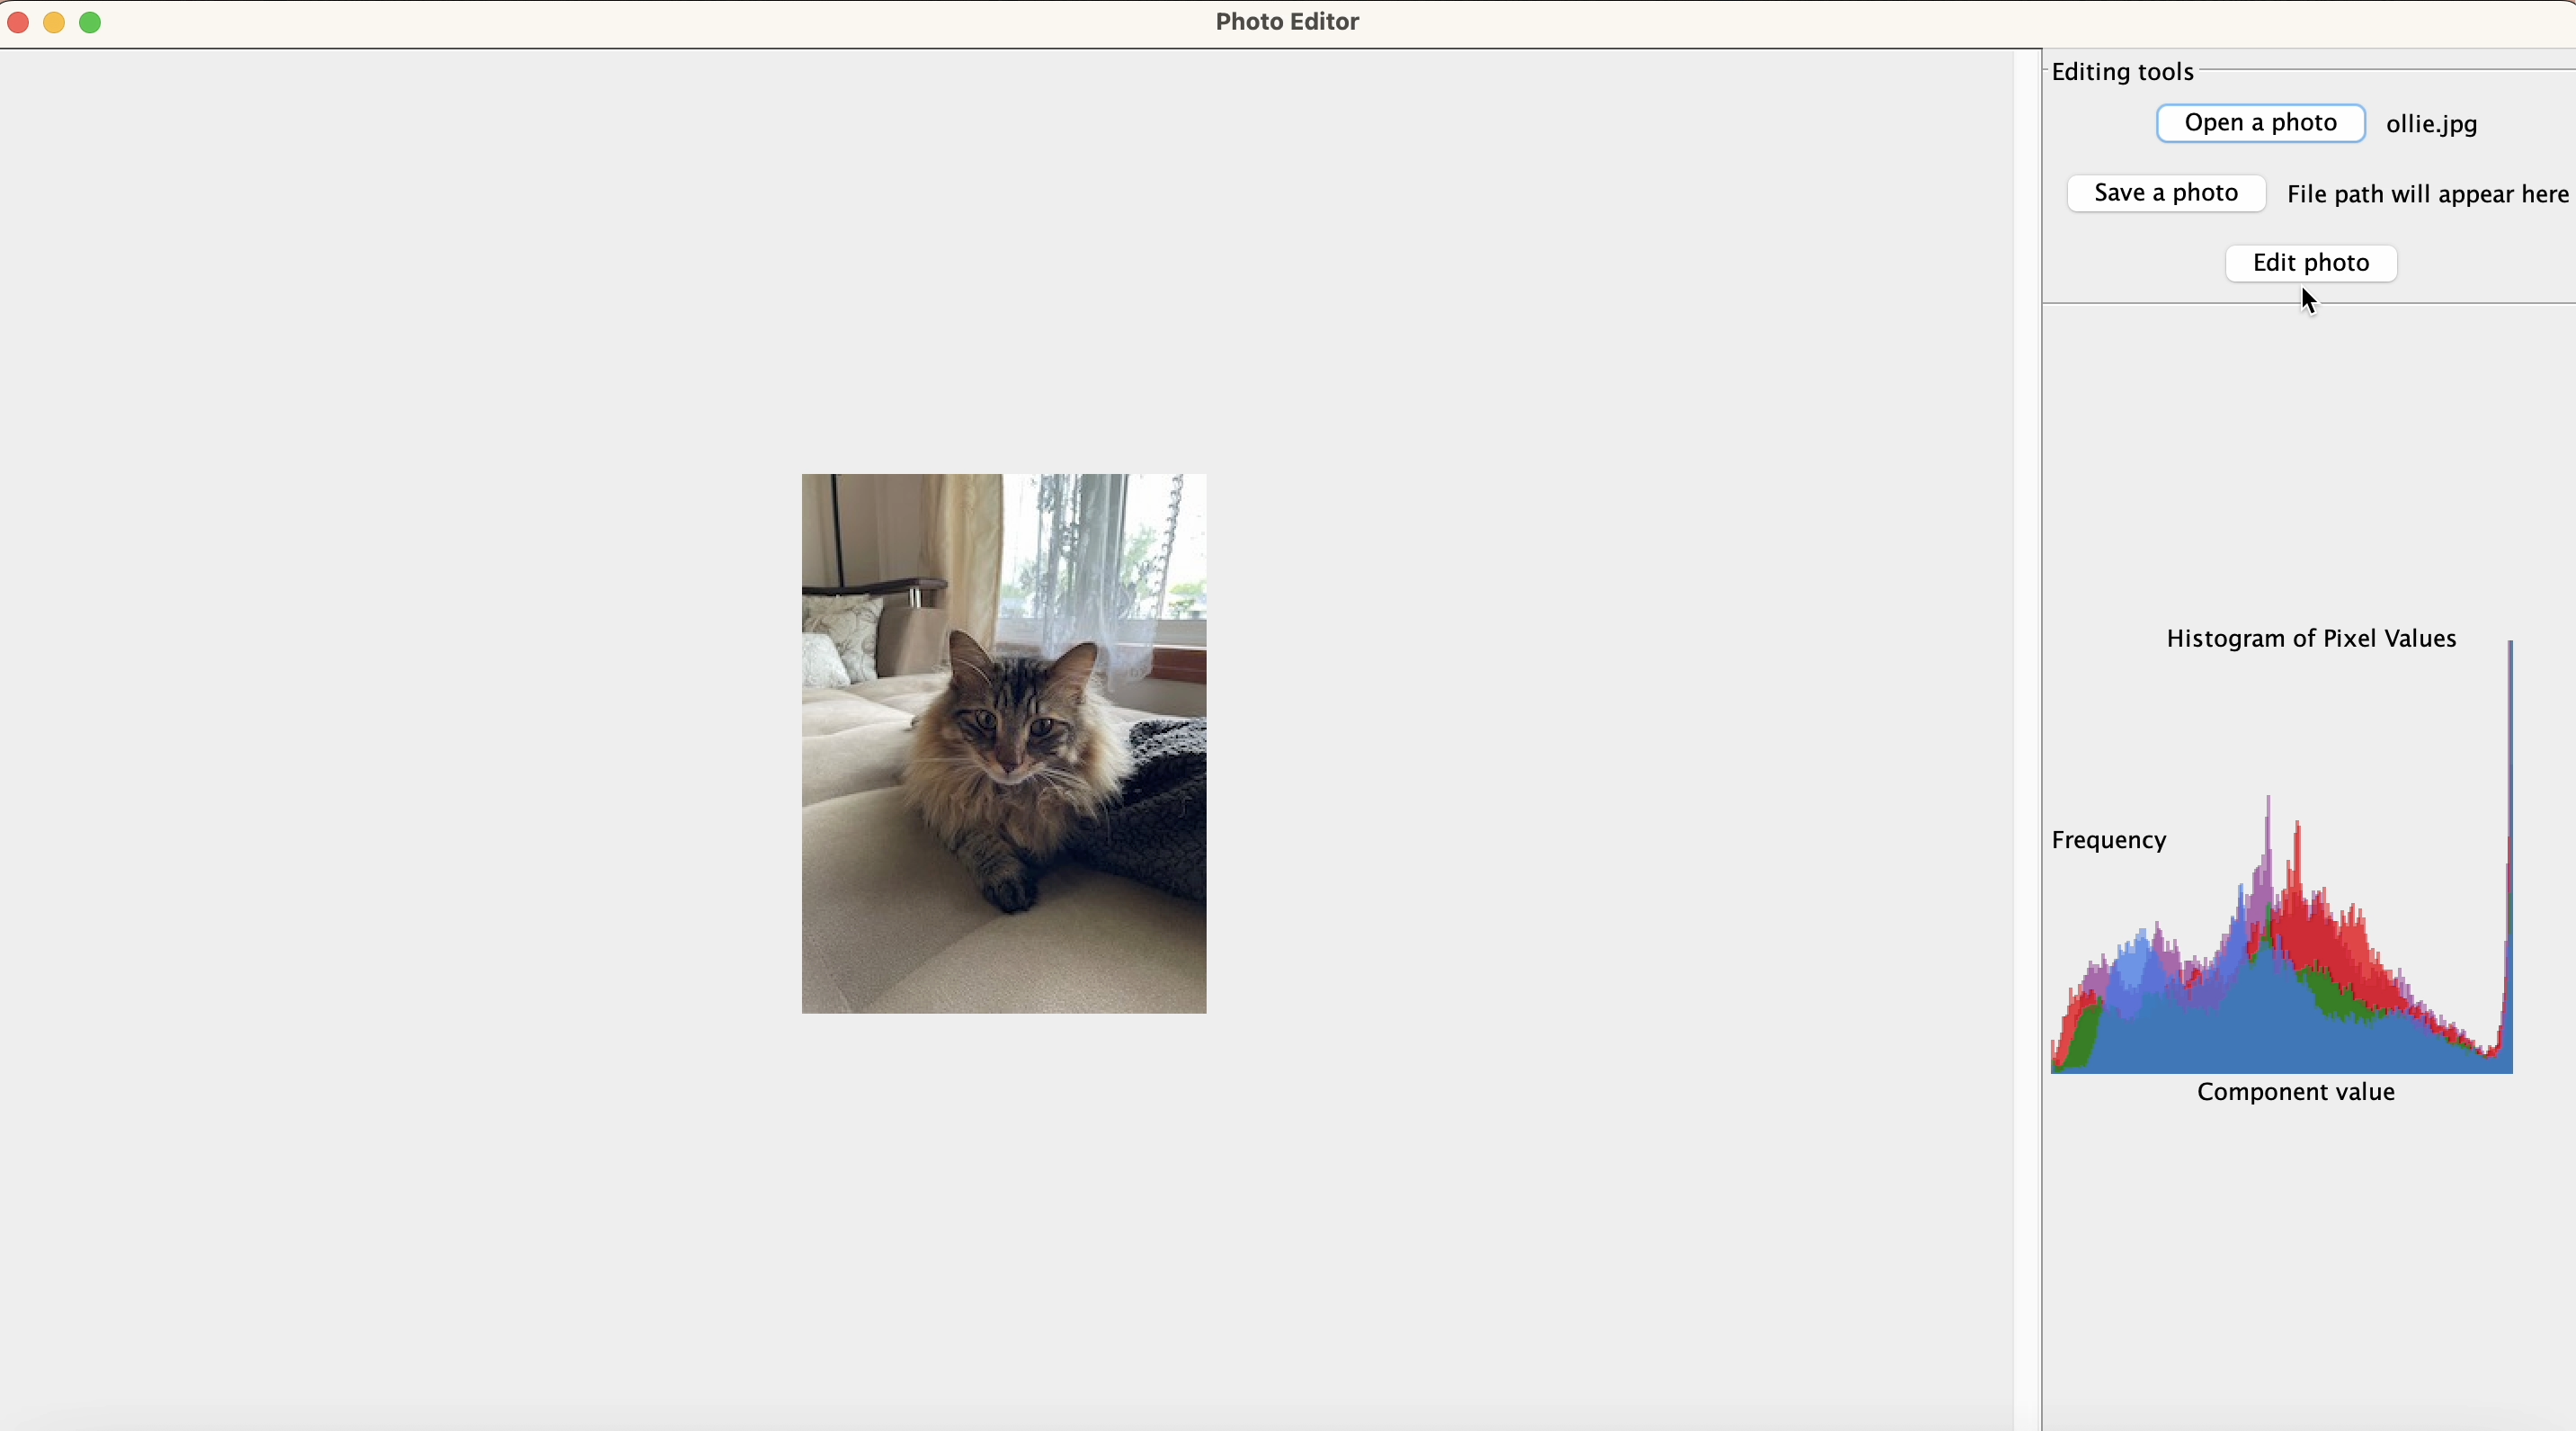 Photo Editor
Editing tools
Open a photo ollie.jpg
Save a photo File path will appear here
Edit photo
Histogram of Pixel Values
Frequency
Component value